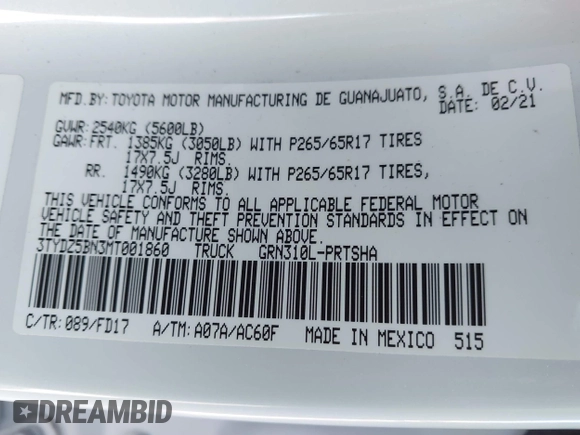 MFD.BY:TOYOTA MOTOR MANUFACTURING DE GUANAJUATO, S.A. DE C.V.
DATE: 02/21
GVWR:2540KG (5600LB)
GAWR:FRT. 1385KG (3050LB) WITH P265/65R17 TIRES
17X7.5J RIMS.
RR. 1490KG (3280LB) WITH P265/65R17 TIRES,
17X7.5J RIMS.
THIS VEHICLE CONFORMS TO ALL APPLICABLE FEDERAL MOTOR
VEHICLE SAFETY AND THEFT PREVENTION STANDARDS IN EFFECT ON
THE DATE OF MANUFACTURE SHOWN ABOVE.
3TYDZ5BN3MT001860 TRUCK GRN310L-PRTSHA
C/TR:089/FD17 A/TM:A07A/AC60F MADE IN MEXICO 515
DREAMBID